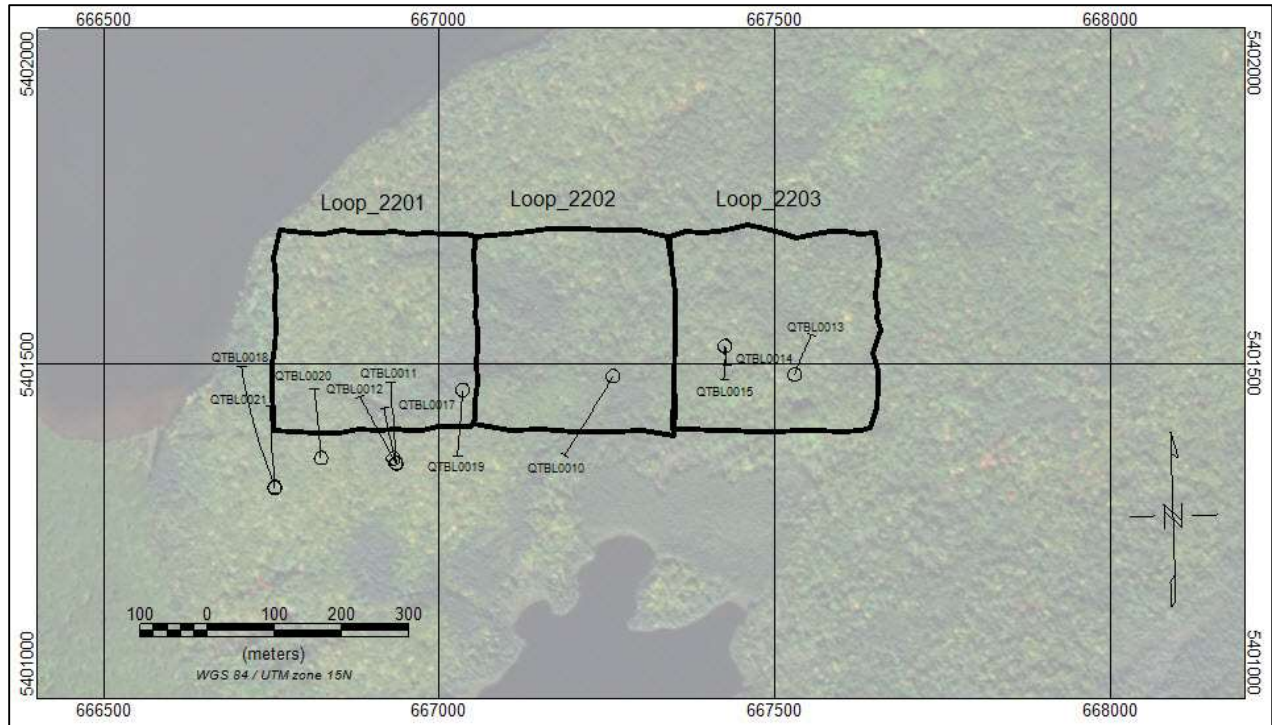 666500 667000 667500 668000
5402000 5402000
Loop_2201 Loop_2202 Loop_2203
QTBL0013
QTBL0018 QTBL0011 QTBL0014
5401500 5401500
QTBL0020
QTBL0012 QTBL0015
QTBL0021 QTBL0017
QTBL0019 QTBL0010
N
100 0 100 200 300
(meters)
WGS 84 / UTM zone 15N
5401000 5401000
666500 667000 667500 668000